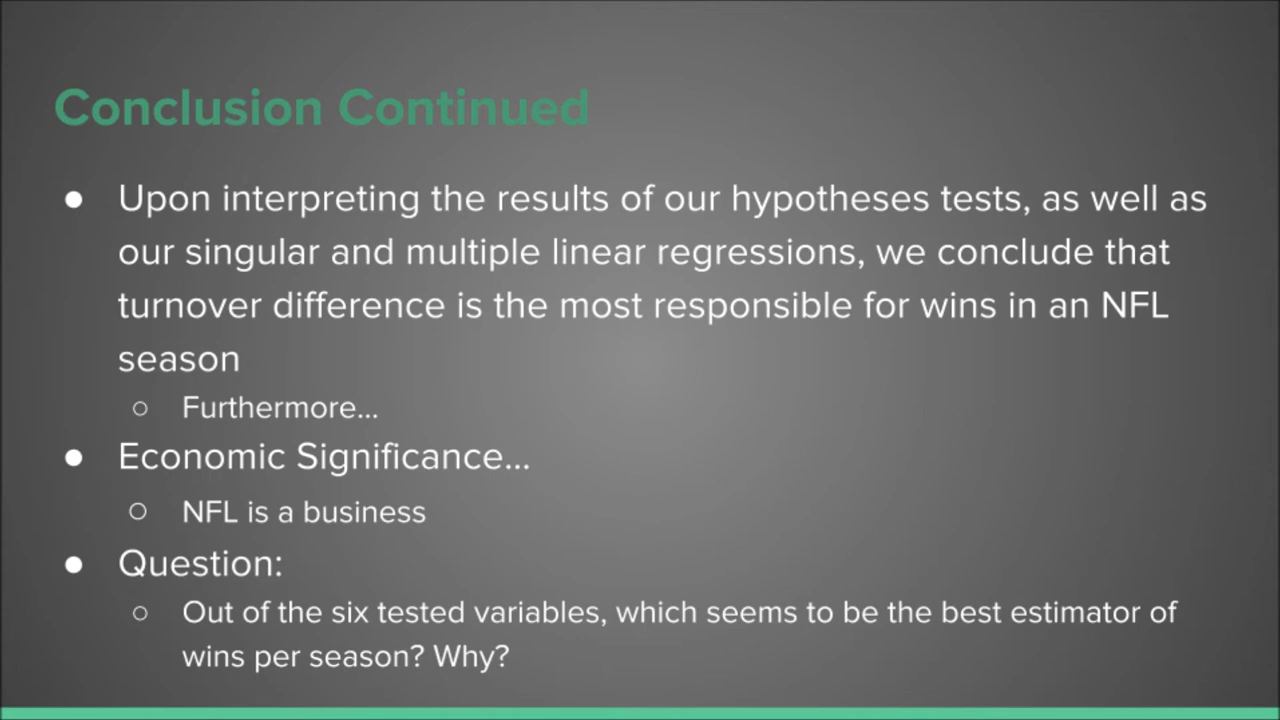 Conclusion Continued
● Upon interpreting the results of our hypotheses tests, as well as
our singular and multiple linear regressions, we conclude that
turnover difference is the most responsible for wins in an NFL
season
○ Furthermore...
● Economic Significance...
○ NFL is a business
● Question:
○ Out of the six tested variables, which seems to be the best estimator of
wins per season? Why?